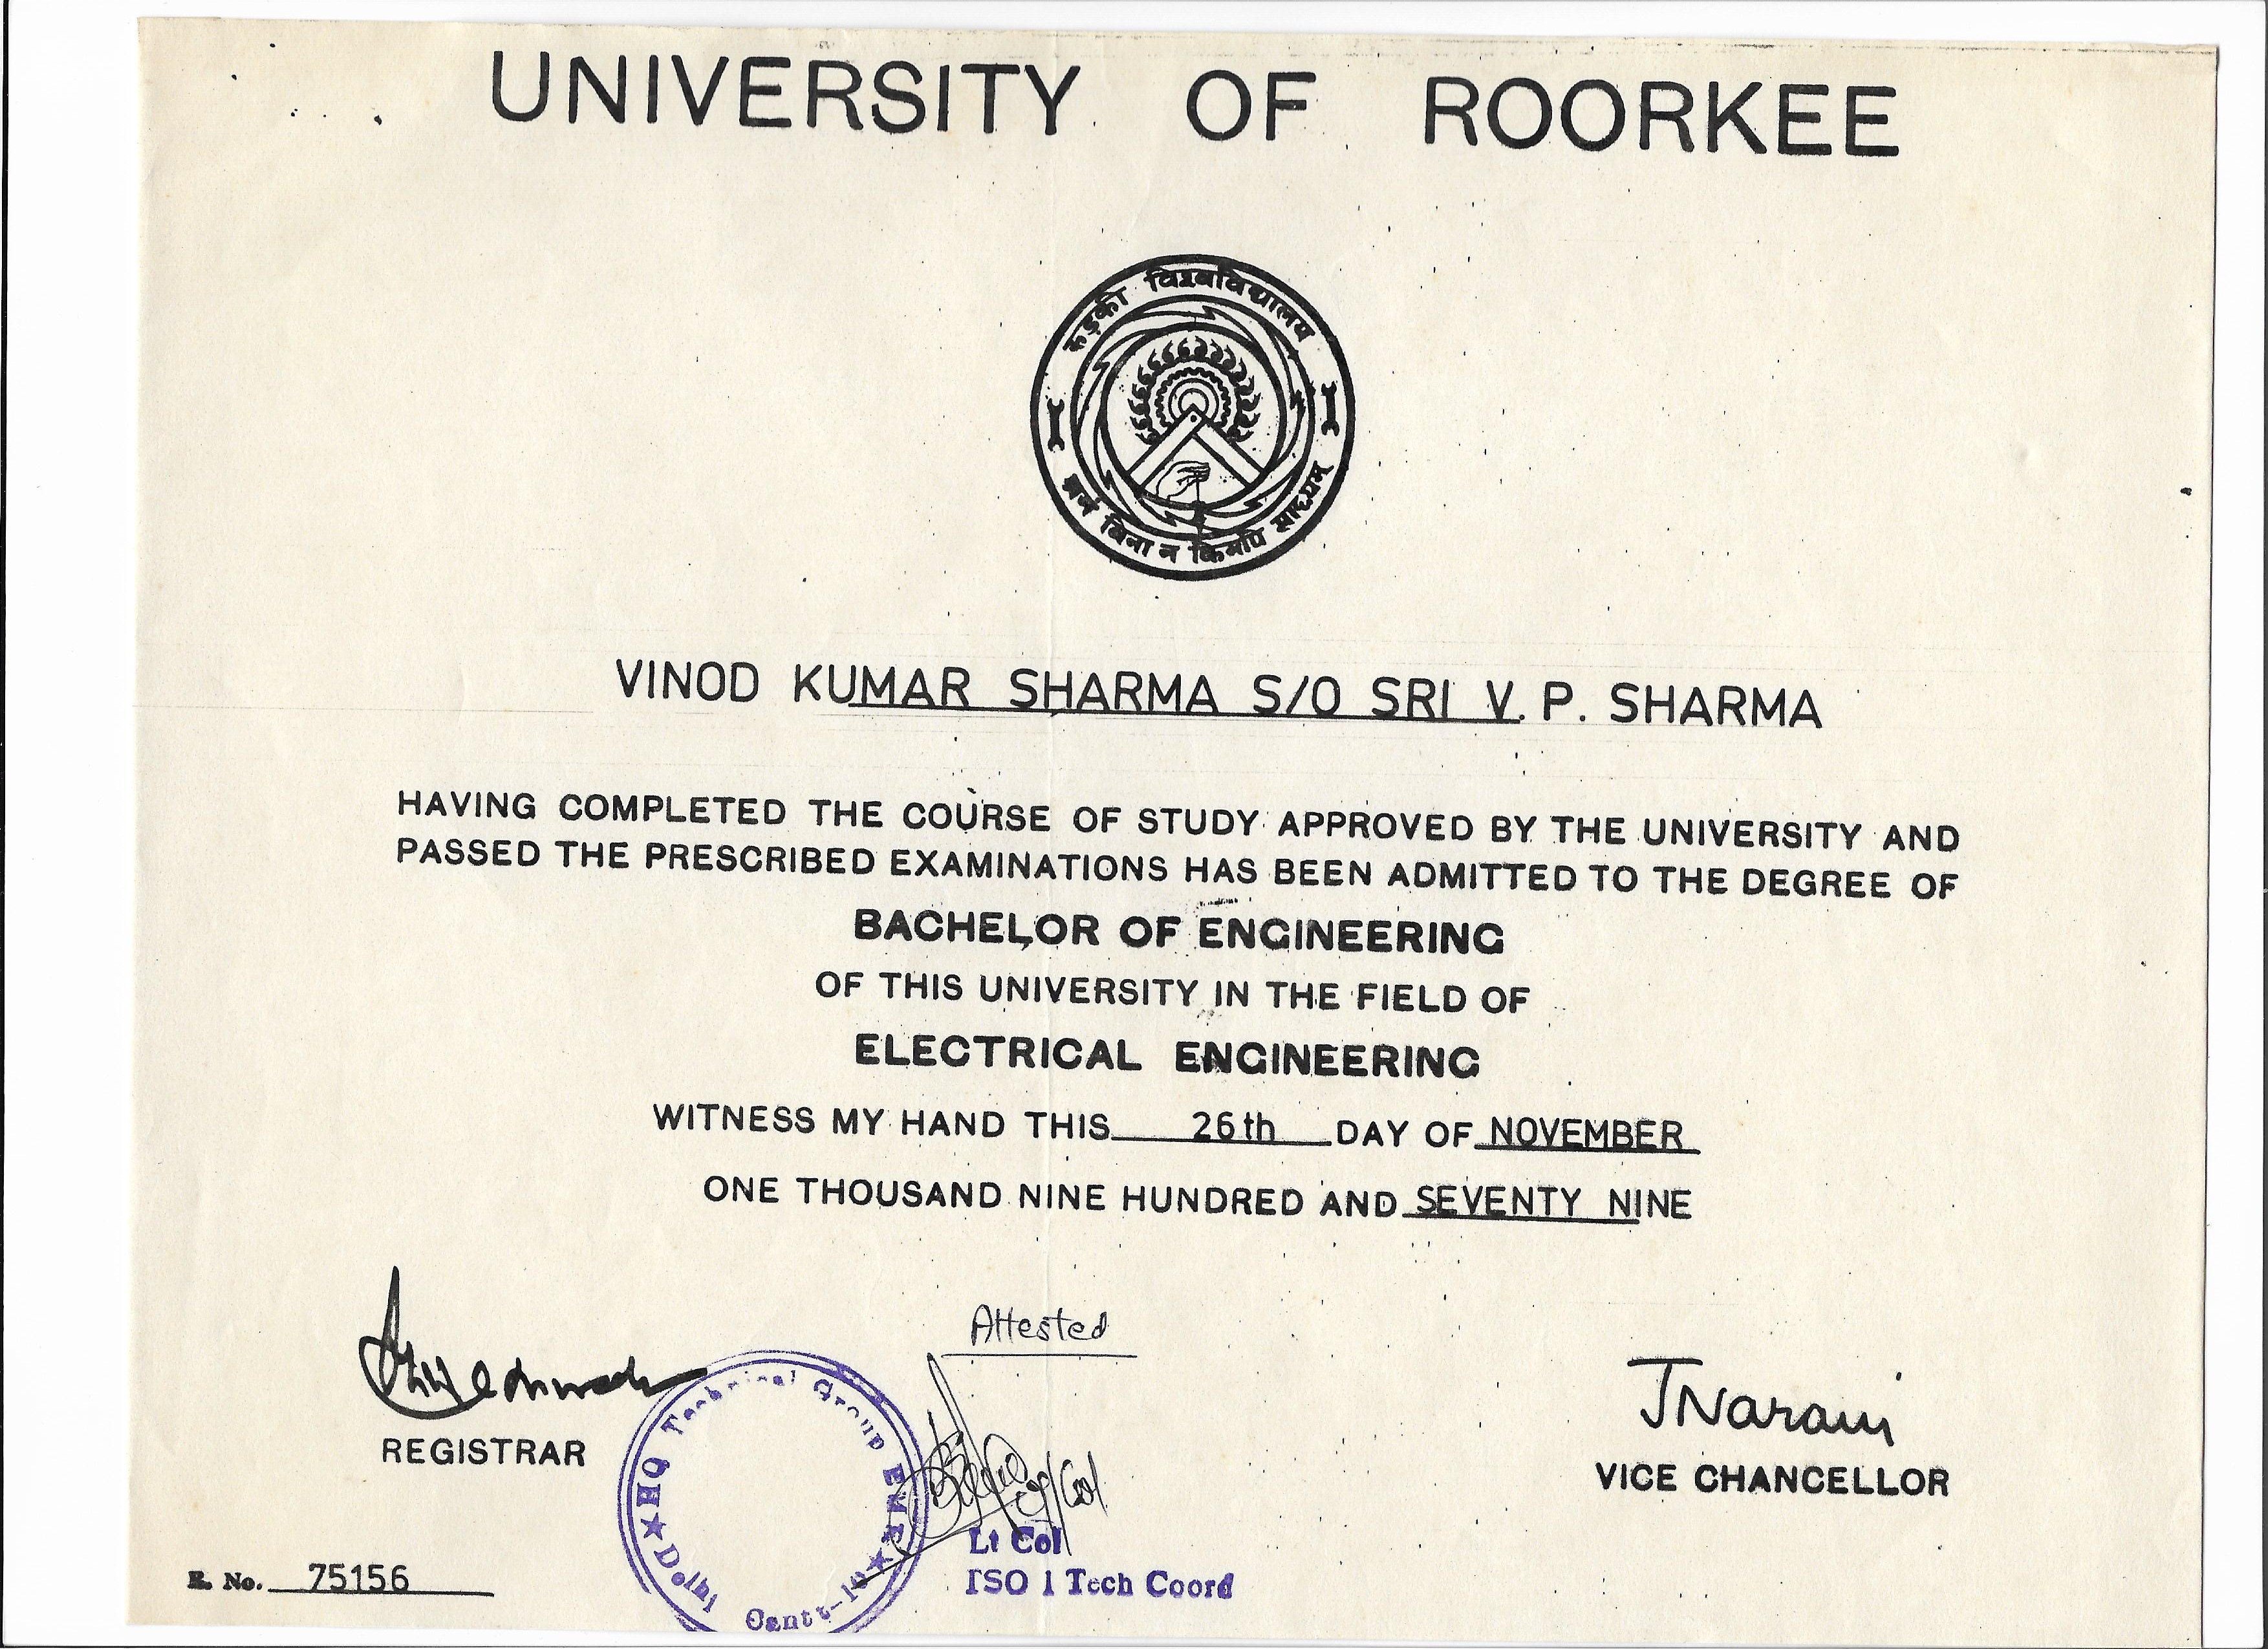 UNIVERSITY OF ROORKEE
रुड़की विश्वविद्यालय
श्रमं विना न किमपि साध्यम्
VINOD KUMAR SHARMA S/O SRI V. P. SHARMA
HAVING COMPLETED THE COURSE OF STUDY APPROVED BY THE UNIVERSITY AND
PASSED THE PRESCRIBED EXAMINATIONS HAS BEEN ADMITTED TO THE DEGREE OF
BACHELOR OF ENGINEERING
OF THIS UNIVERSITY IN THE FIELD OF
ELECTRICAL ENGINEERING
WITNESS MY HAND THIS 26th DAY OF NOVEMBER
ONE THOUSAND NINE HUNDRED AND SEVENTY NINE
Attested
JNarain
REGISTRAR
VICE CHANCELLOR
HQ Technical Group EME
Delhi Cantt-10
Lt Col
Lt Col
ISO 1 Tech Coord
R. No. 75156